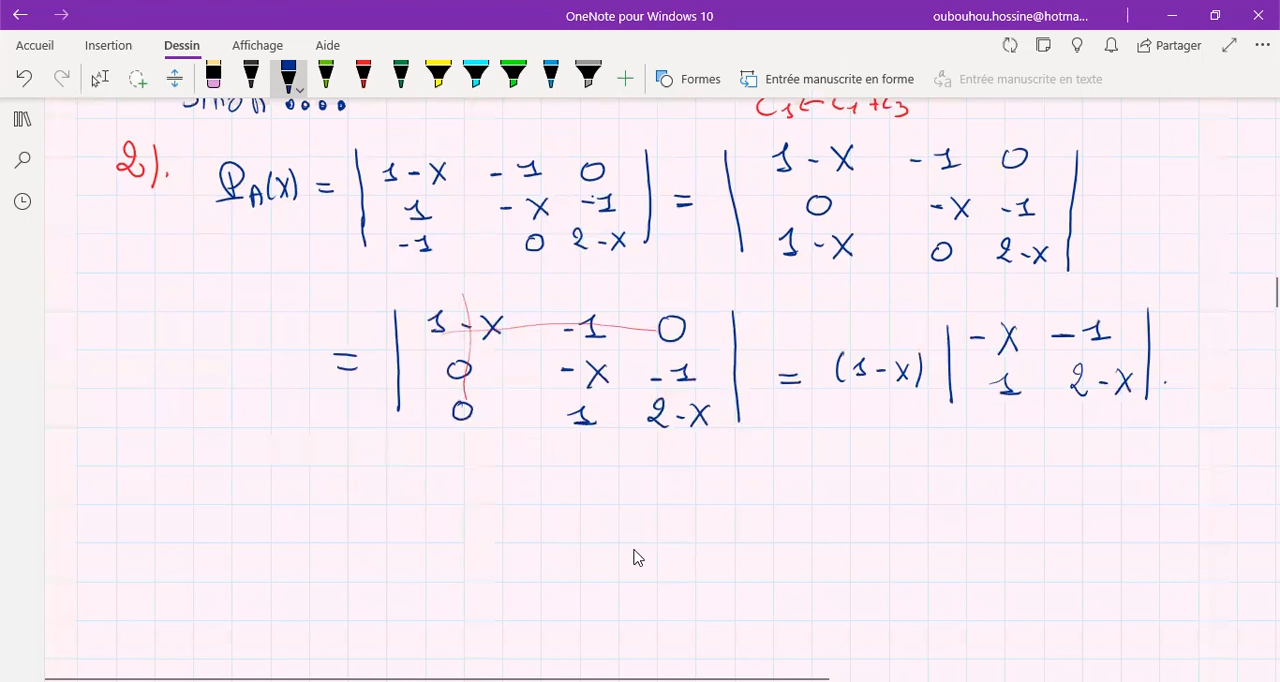 OneNote pour Windows 10
oubouhou.hossine@hotma...
Accueil Insertion Dessin Affichage Aide
Partager
Formes Entrée manuscrite en forme Entrée manuscrite en texte
C₁ ← C₁ + C₃
2). P_A(X) = | 1-X -1 0 | = | 1-X -1 0 |
| 1 -X -1 | | 0 -X -1 |
| -1 0 2-X | | 1-X 0 2-X |
= | 1-X -1 0 | = (1-X) | -X -1 | .
| 0 -X -1 | | 1 2-X |
| 0 1 2-X |